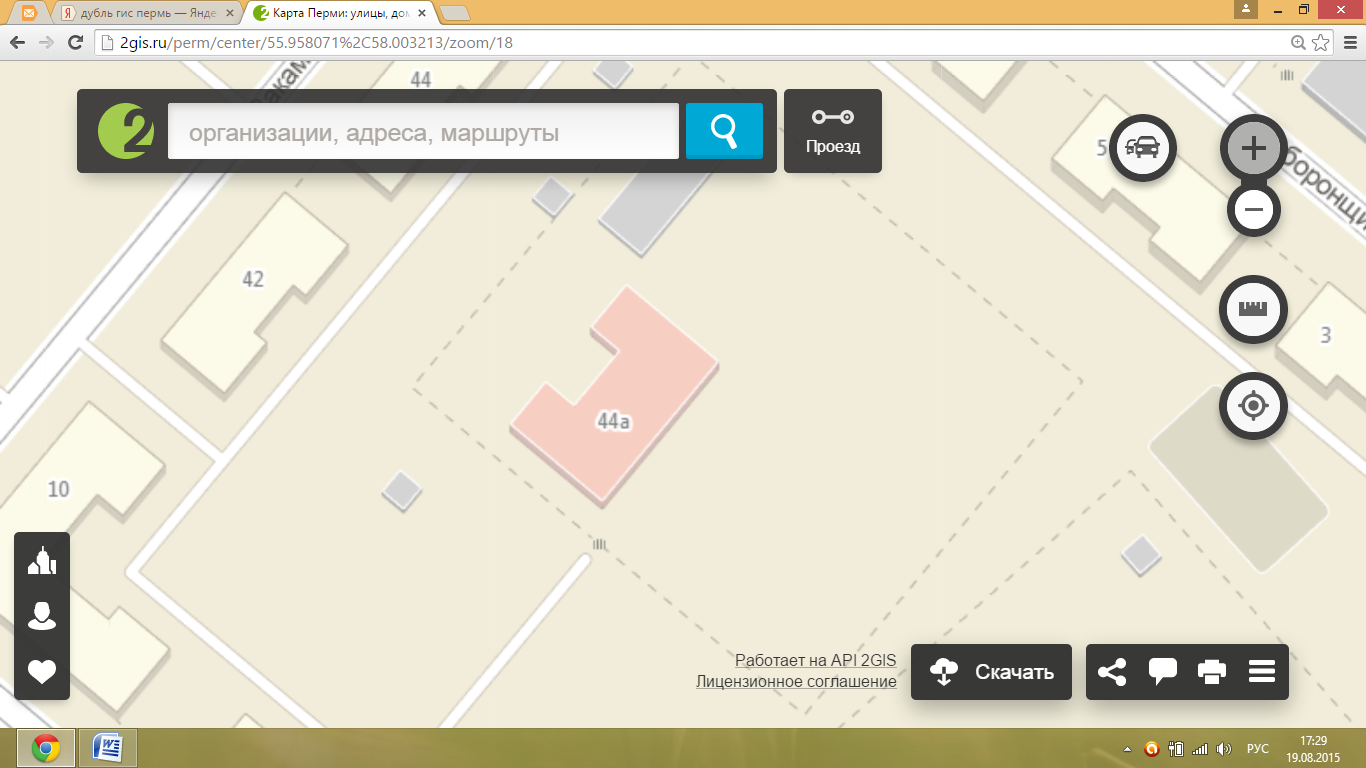 дубль гис пермь — Янде
Карта Перми: улицы, дом
2gis.ru/perm/center/55.958071%2C58.003213/zoom/18
44
2
организации, адреса, маршруты
Проезд
5
42
3
44а
10
Работает на API 2GIS
Лицензионное соглашение
Скачать
РУС
17:29
19.08.2015